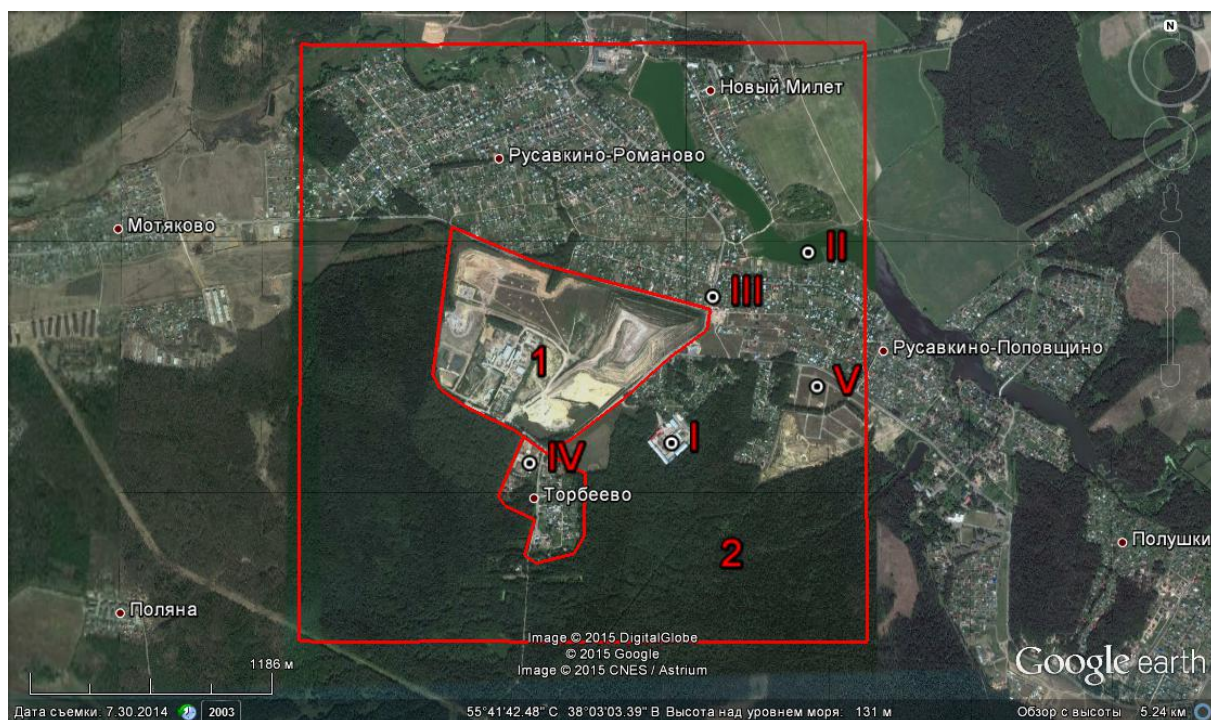 N
Новый Милет
Русавкино-Романово
Мотяково
II
III
Русавкино-Поповщино
1
V
I
IV
Торбеево
2
Полушки
Поляна
Image © 2015 DigitalGlobe
© 2015 Google
Image © 2015 CNES / Astrium
1186 м
Google earth
Дата съемки: 7.30.2014 2003 55°41'42.48" С 38°03'03.39" В Высота над уровнем моря: 131 м Обзор с высоты 5.24 км